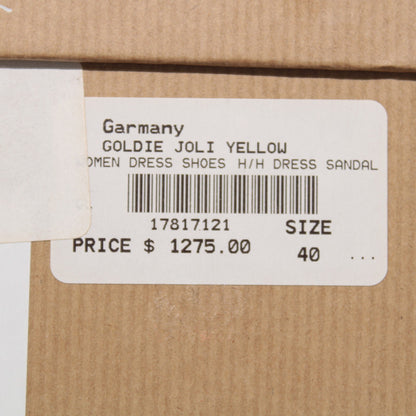 Garmany
GOLDIE JOLI YELLOW
OMEN DRESS SHOES H/H DRESS SANDAL
17817121 SIZE
PRICE $ 1275.00 40 ...